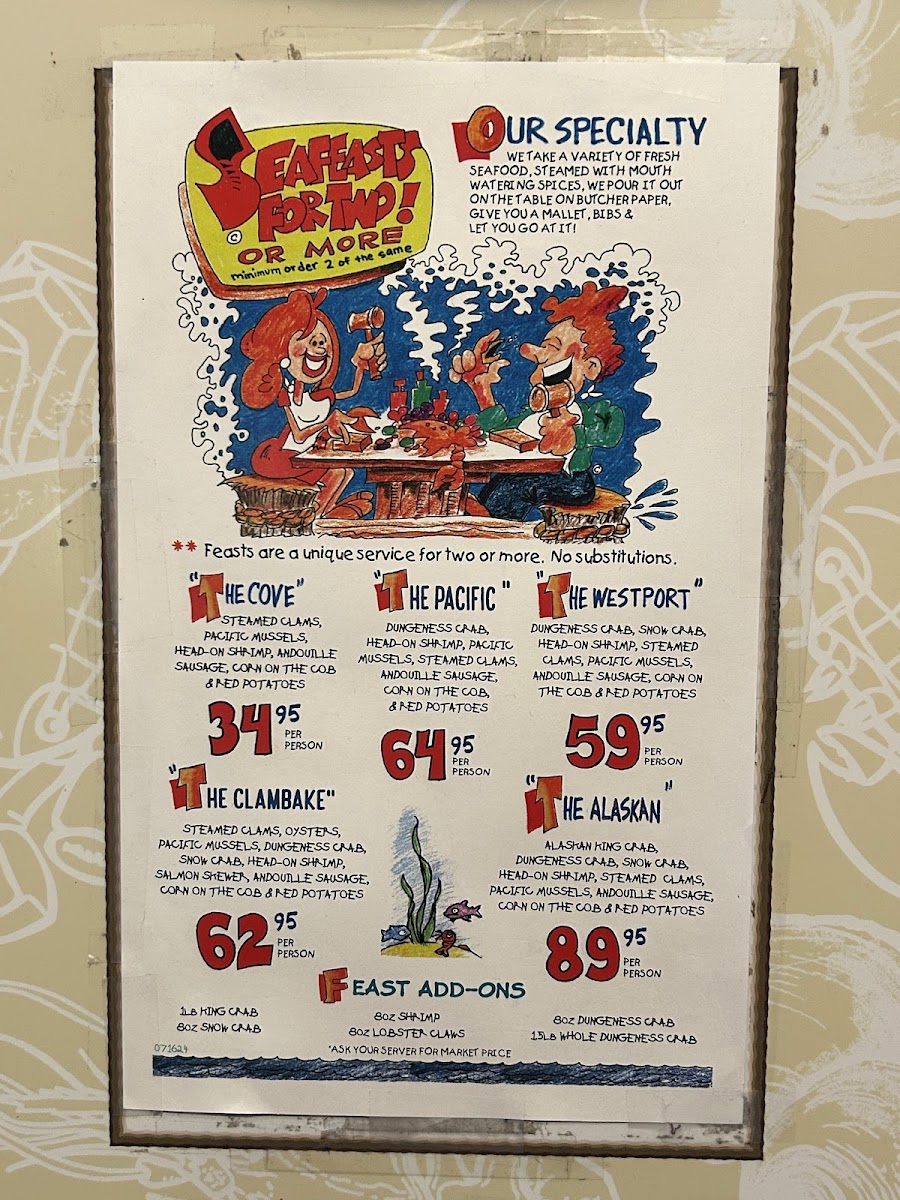 SEAFEASTS
FOR TWO!
©
OR MORE
minimum order 2 of the same
OUR SPECIALTY
WE TAKE A VARIETY OF FRESH
SEAFOOD, STEAMED WITH MOUTH
WATERING SPICES, WE POUR IT OUT
ON THE TABLE ON BUTCHER PAPER,
GIVE YOU A MALLET, BIBS &
LET YOU GO AT IT!
©
** Feasts are a unique service for two or more. No substitutions.
"THE COVE"
STEAMED CLAMS,
PACIFIC MUSSELS,
HEAD-ON SHRIMP, ANDOUILLE
SAUSAGE, CORN ON THE COB
& RED POTATOES
34 95
PER
PERSON
"THE PACIFIC"
DUNGENESS CRAB,
HEAD-ON SHRIMP, PACIFIC
MUSSELS, STEAMED CLAMS,
ANDOUILLE SAUSAGE,
CORN ON THE COB,
& RED POTATOES
64 95
PER
PERSON
"THE WESTPORT"
DUNGENESS CRAB, SNOW CRAB,
HEAD-ON SHRIMP, STEAMED
CLAMS, PACIFIC MUSSELS,
ANDOUILLE SAUSAGE, CORN ON
THE COB & RED POTATOES
59 95
PER
PERSON
"THE CLAMBAKE"
STEAMED CLAMS, OYSTERS,
PACIFIC MUSSELS, DUNGENESS CRAB,
SNOW CRAB, HEAD-ON SHRIMP,
SALMON SKEWER, ANDOUILLE SAUSAGE,
CORN ON THE COB & RED POTATOES
62 95
PER
PERSON
"THE ALASKAN"
ALASKAN KING CRAB,
DUNGENESS CRAB, SNOW CRAB,
HEAD-ON SHRIMP, STEAMED CLAMS,
PACIFIC MUSSELS, ANDOUILLE SAUSAGE,
CORN ON THE COB & RED POTATOES
89 95
PER
PERSON
FEAST ADD-ONS
1LB KING CRAB
8OZ SNOW CRAB
8OZ SHRIMP
8OZ LOBSTER CLAWS
8OZ DUNGENESS CRAB
1.5LB WHOLE DUNGENESS CRAB
*ASK YOUR SERVER FOR MARKET PRICE
071624